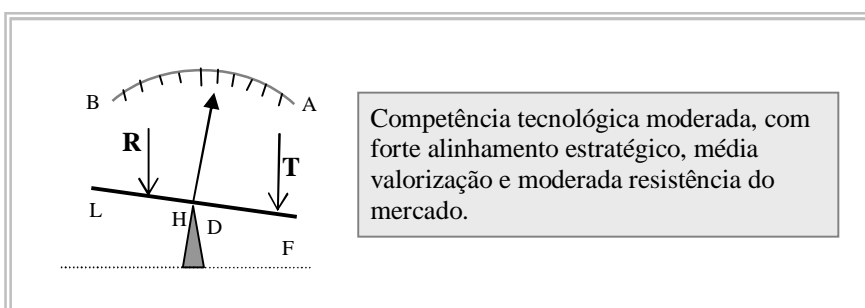 B
A
R
T
L
H
D
F
Competência tecnológica moderada, com
forte alinhamento estratégico, média
valorização e moderada resistência do
mercado.